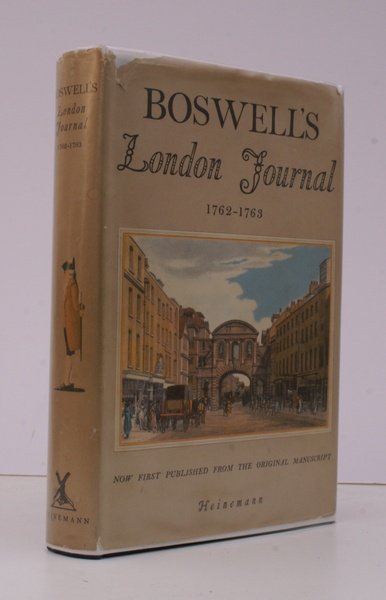 BOSWELL'S
London Journal
1762-1763
NOW FIRST PUBLISHED FROM THE ORIGINAL MANUSCRIPT
Heinemann
BOSWELL'S
London
Journal
1762-1763
HEINEMANN